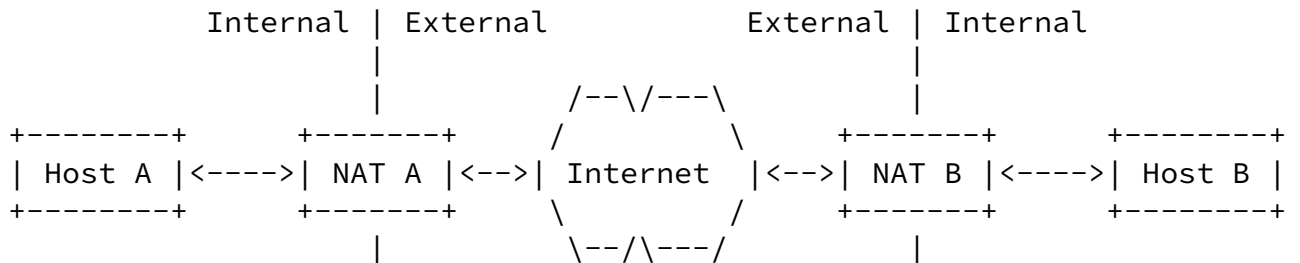 Internal | External External | Internal
| |
| /--\/---\ |
+--------+ +-------+ / \ +-------+ +--------+
| Host A |<---->| NAT A |<-->| Internet |<-->| NAT B |<---->| Host B |
+--------+ +-------+ \ / +-------+ +--------+
| \--/\---/ |